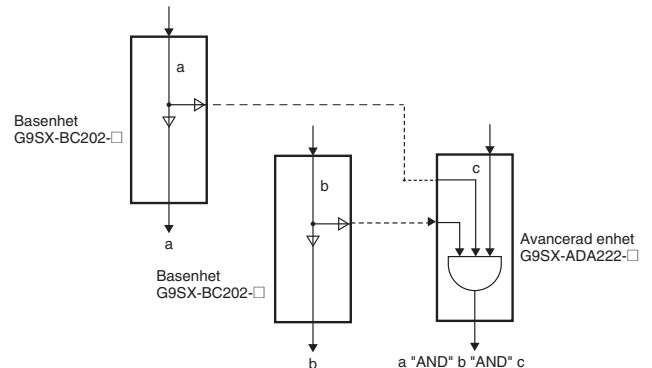 a
Basenhet
G9SX-BC202-□
a
b
Basenhet
G9SX-BC202-□
b
c
Avancerad enhet
G9SX-ADA222-□
a "AND" b "AND" c